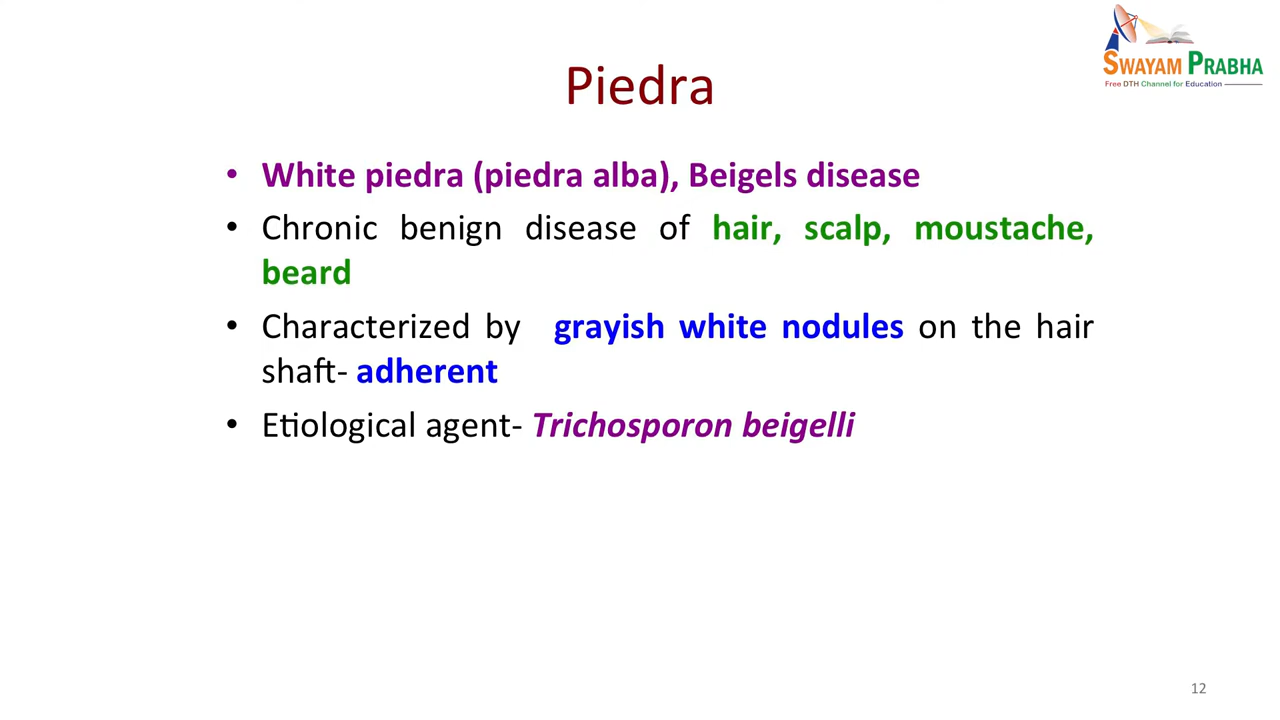 SWAYAM PRABHA
Free DTH Channel for Education
Piedra
• White piedra (piedra alba), Beigels disease
• Chronic benign disease of hair, scalp, moustache,
beard
• Characterized by grayish white nodules on the hair
shaft- adherent
• Etiological agent- Trichosporon beigelli
12